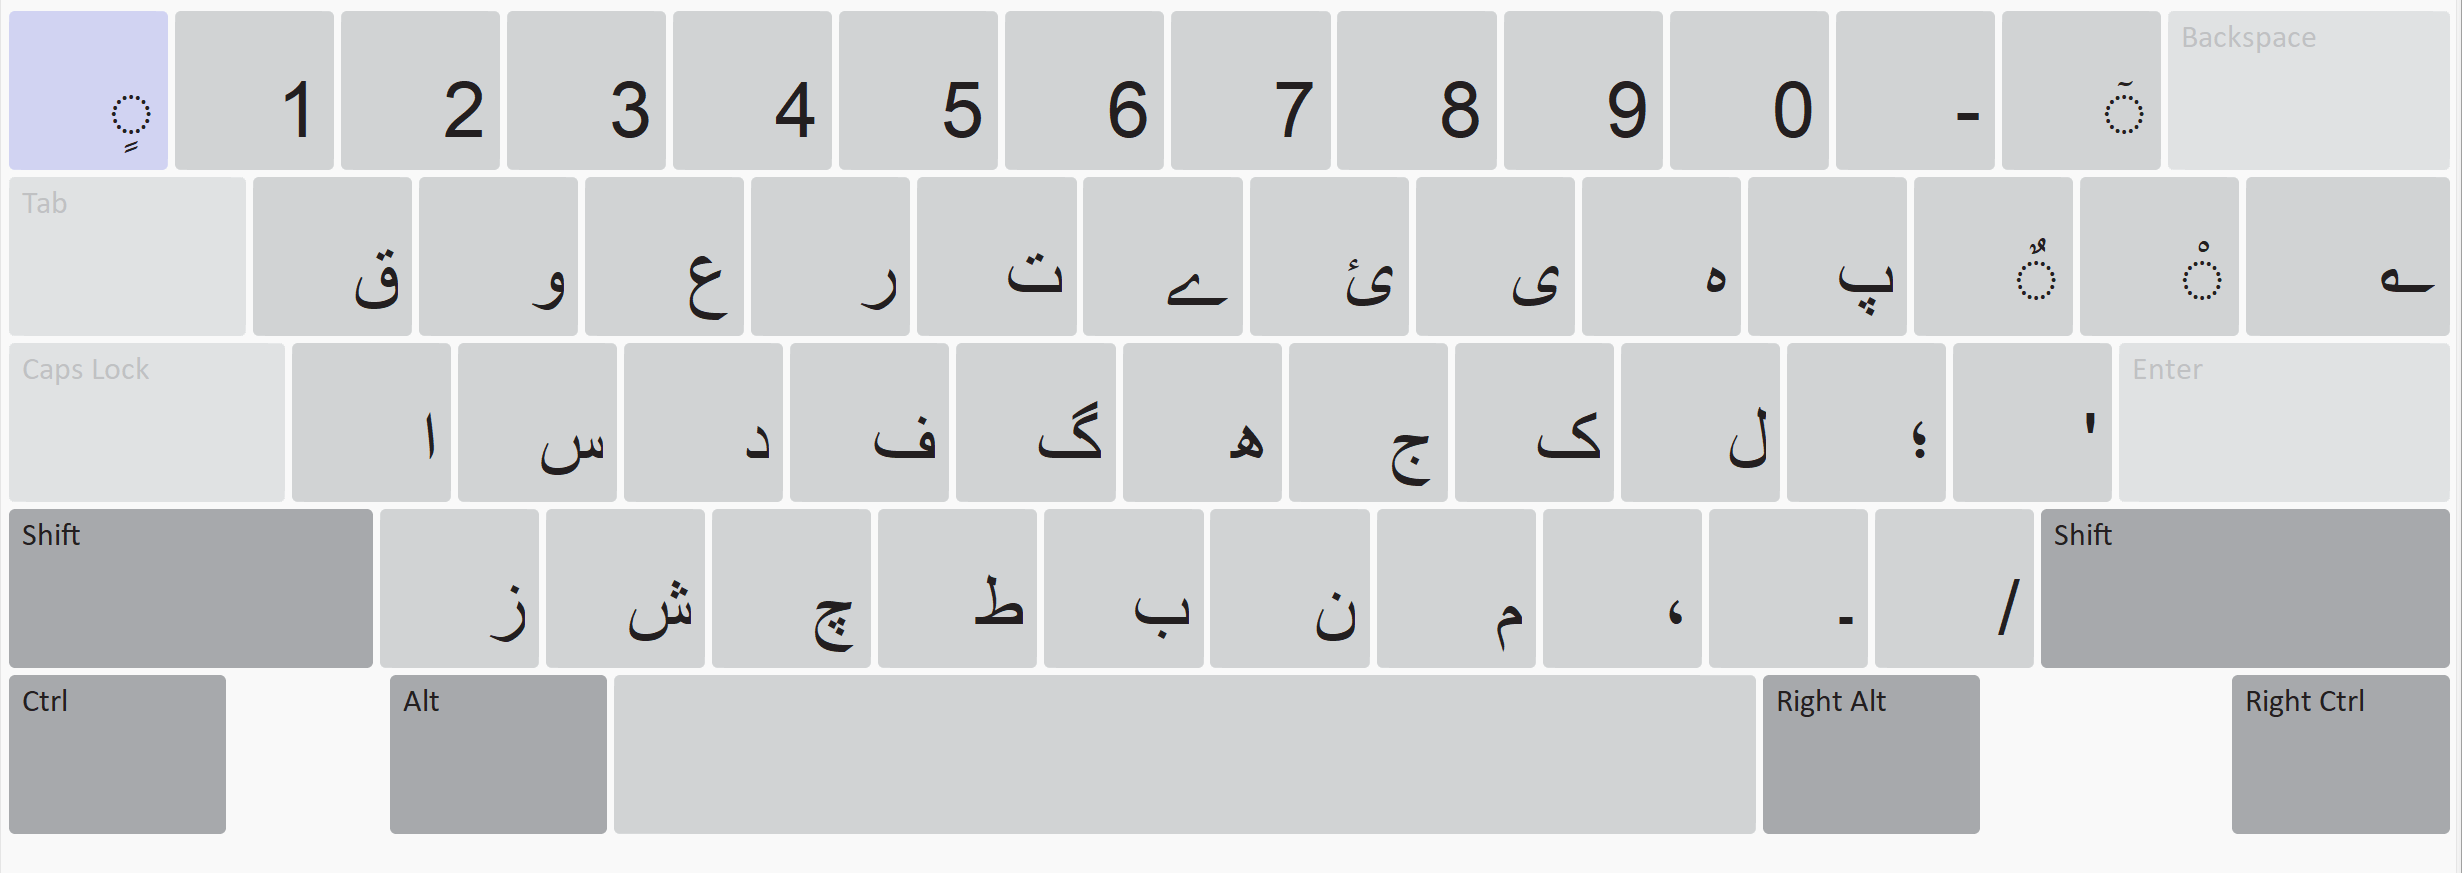 ٍ 1 2 3 4 5 6 7 8 9 0 - ٓ Backspace
Tab ق و ع ر ت ے ئ ی ہ پ ٌ ْ ؎
Caps Lock ا س د ف گ ھ ج ک ل ؛ ' Enter
Shift ز ش چ ط ب ن م ، ۔ / Shift
Ctrl Alt Right Alt Right Ctrl